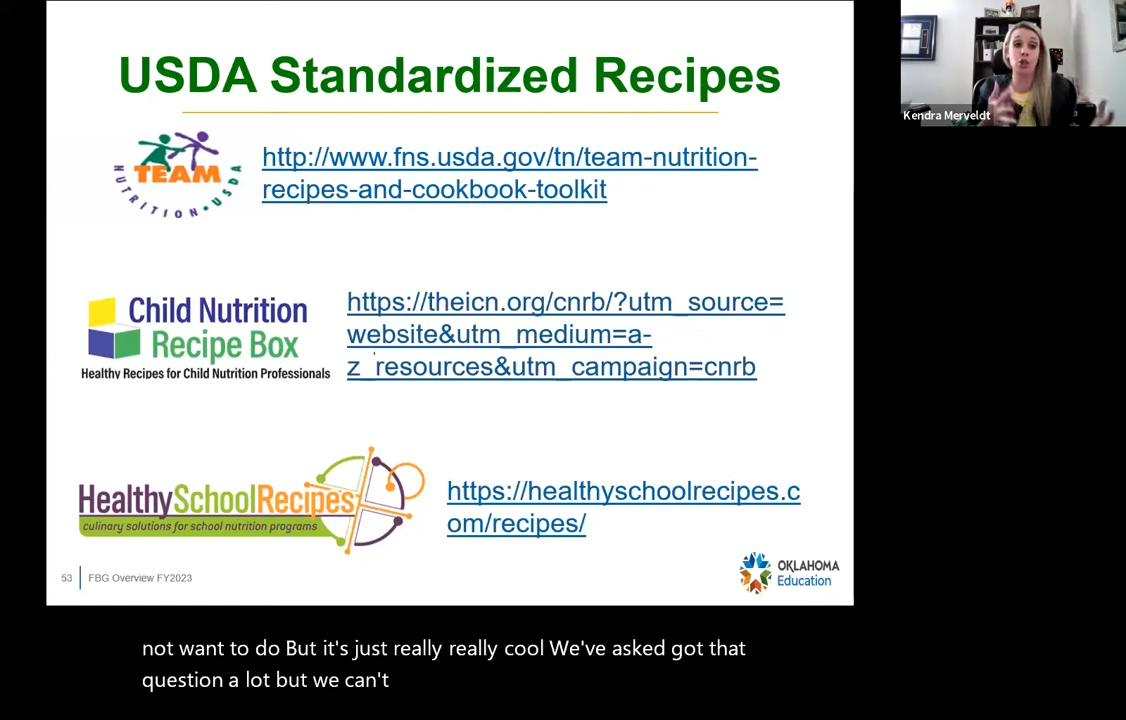 USDA Standardized Recipes
Kendra Merveldt
TEAM
NUTRITION • USDA
http://www.fns.usda.gov/tn/team-nutrition-
recipes-and-cookbook-toolkit
Child Nutrition
Recipe Box
Healthy Recipes for Child Nutrition Professionals
https://theicn.org/cnrb/?utm_source=
website&utm_medium=a-
z_resources&utm_campaign=cnrb
HealthySchoolRecipes
culinary solutions for school nutrition programs
https://healthyschoolrecipes.c
om/recipes/
53 FBG Overview FY2023
OKLAHOMA
Education
not want to do But it's just really really cool We've asked got that
question a lot but we can't